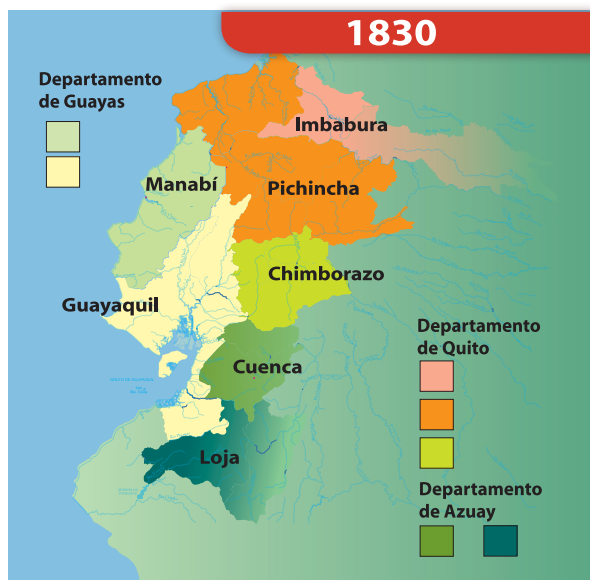 1830
Departamento
de Guayas
Imbabura
Manabí
Pichincha
Chimborazo
Guayaquil
Departamento
de Quito
Cuenca
Loja
Departamento
de Azuay